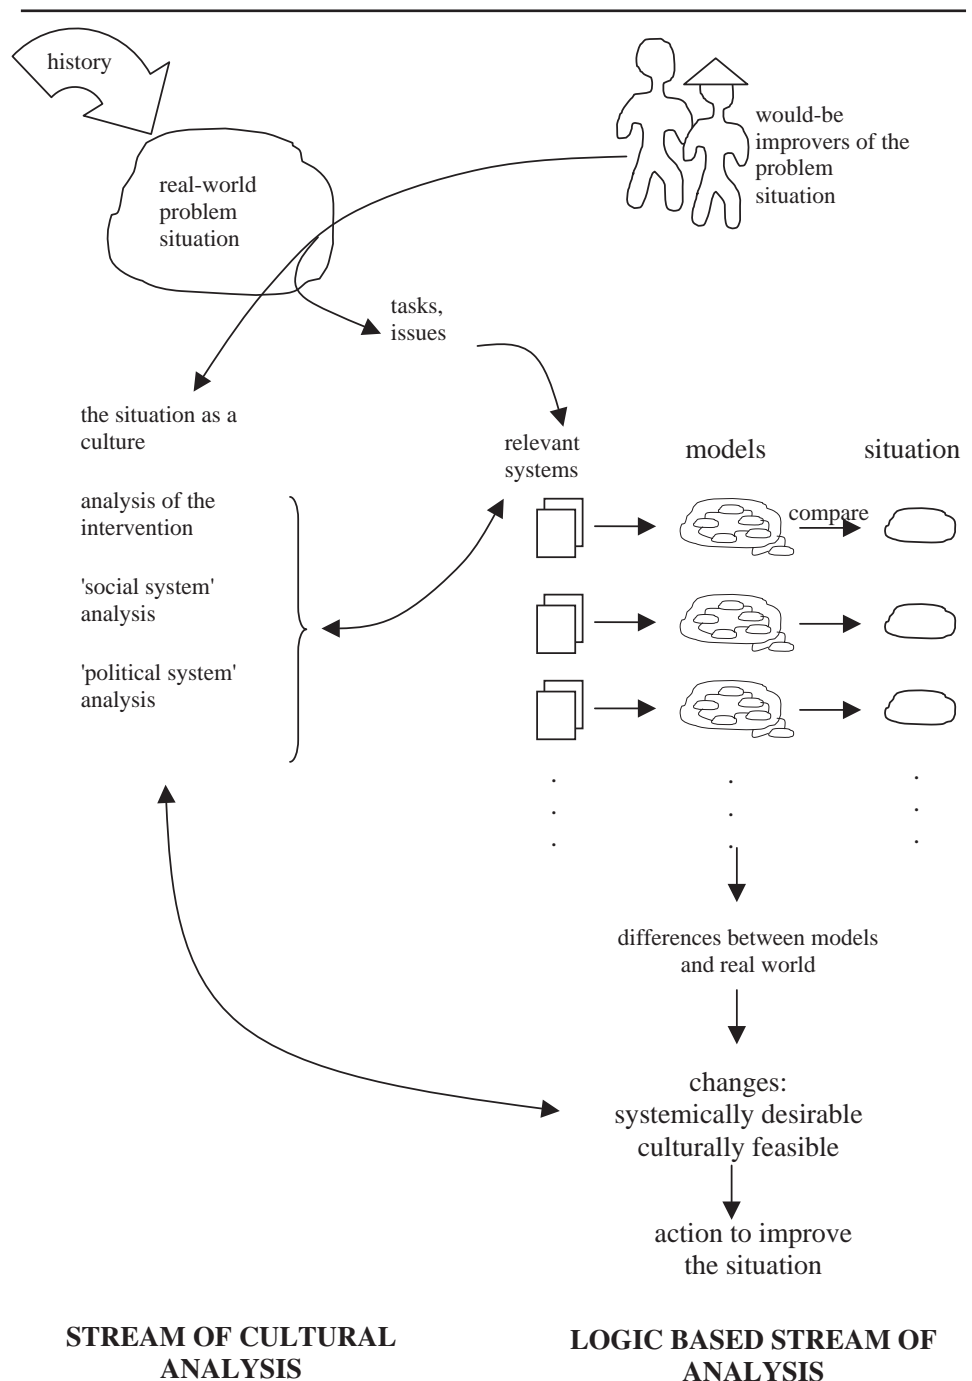 history
would-be
improvers of the
problem
situation
real-world
problem
situation
tasks,
issues
the situation as a
culture
relevant
systems
models
situation
analysis of the
intervention
compare
'social system'
analysis
'political system'
analysis
differences between models
and real world
changes:
systemically desirable
culturally feasible
action to improve
the situation
STREAM OF CULTURAL
ANALYSIS
LOGIC BASED STREAM OF
ANALYSIS